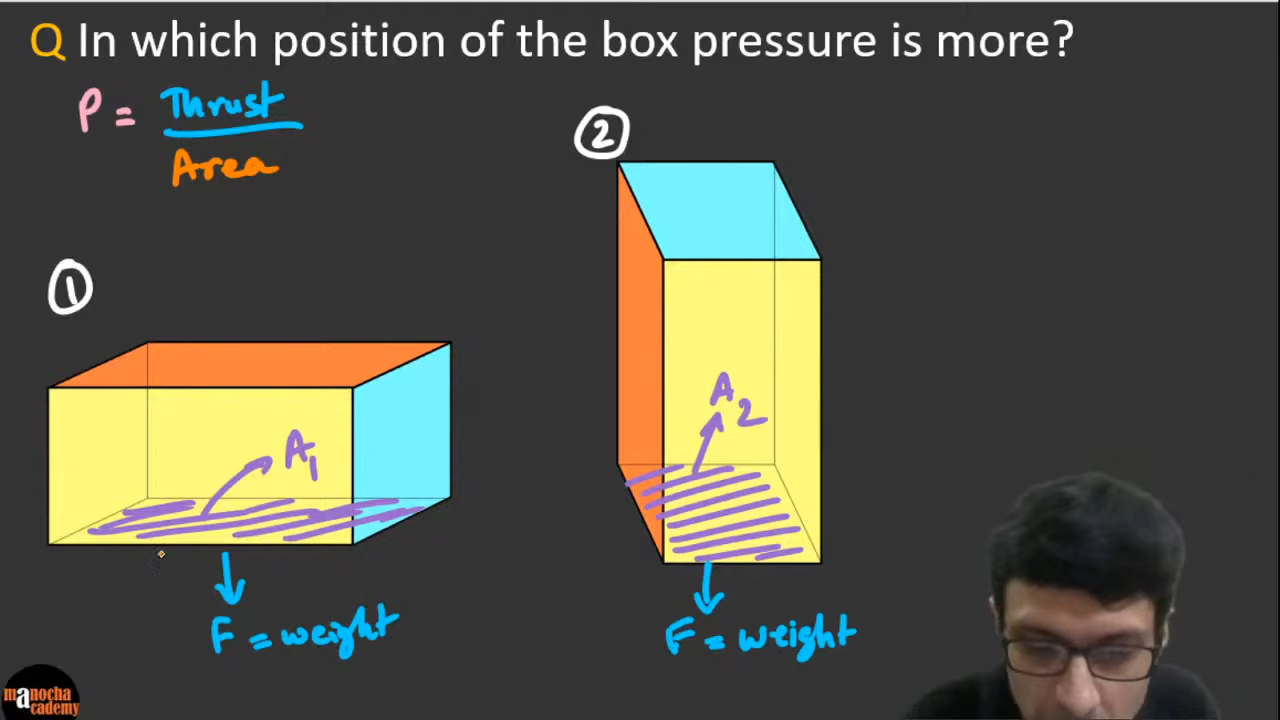 Q In which position of the box pressure is more?
P = Thrust
Area
2
1
A1
A2
F = weight
F = weight
manocha
academy